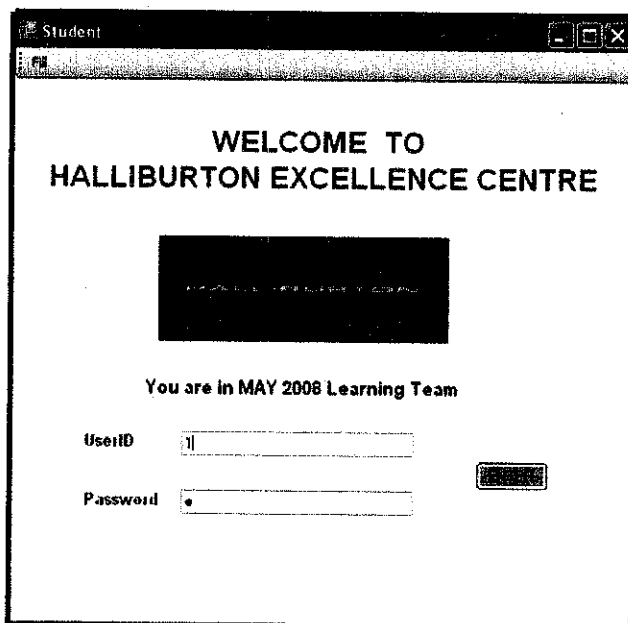 Student
WELCOME TO
HALLIBURTON EXCELLENCE CENTRE
You are in MAY 2008 Learning Team
UserID 1
Password •